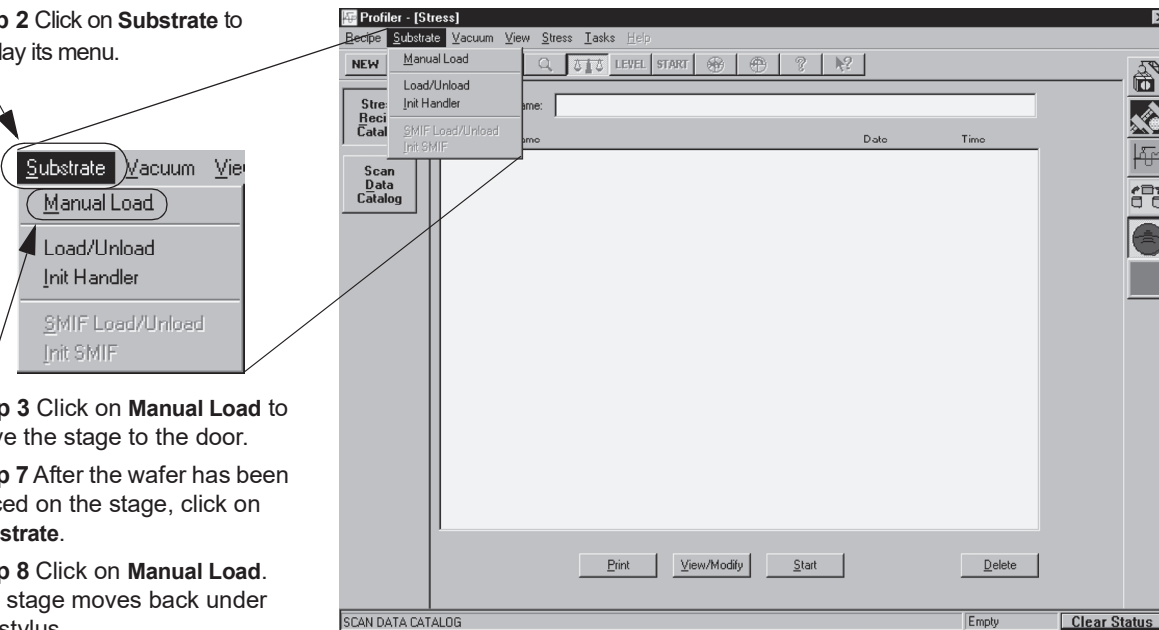 p 2 Click on Substrate to
lay its menu.
Substrate Vacuum Vie
Manual Load
Load/Unload
Init Handler
SMIF Load/Unload
Init SMIF
p 3 Click on Manual Load to
ve the stage to the door.
p 7 After the wafer has been
ced on the stage, click on
strate.
p 8 Click on Manual Load.
stage moves back under
stylus.
Profiler - [Stress]
Recipe Substrate Vacuum View Stress Tasks Help
NEW LEVEL START
Manual Load
Load/Unload
Init Handler
SMIF Load/Unload
Init SMIF
Stre
Reci
Catal
Scan
Data
Catalog
ame:
ame Date Time
Print View/Modify Start Delete
SCAN DATA CATALOG Empty Clear Status